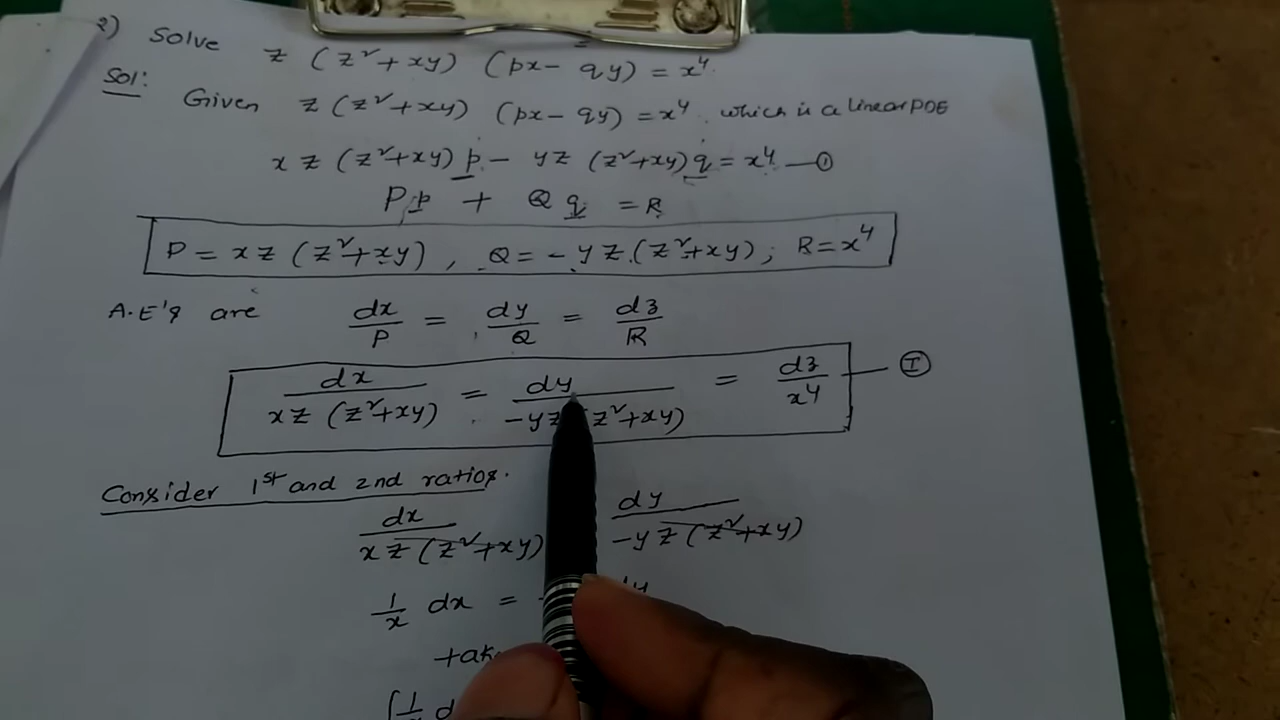 2) Solve z (z²+xy) (px - qy) = x⁴
Sol:
Given z (z²+xy) (px - qy) = x⁴. which is a linear PDE
xz (z²+xy) p - yz (z²+xy) q = x⁴ —①
Pp + Qq = R
P = xz (z²+xy), Q = -yz (z²+xy); R = x⁴
A.E's are dx/P = dy/Q = dz/R
dx/xz (z²+xy) = dy/-yz (z²+xy) = dz/x⁴ — Ⓘ
Consider 1st and 2nd ratios.
dx/xz (z²+xy) dy/-yz (z²+xy)
1/x dx = dy
∫ 1/